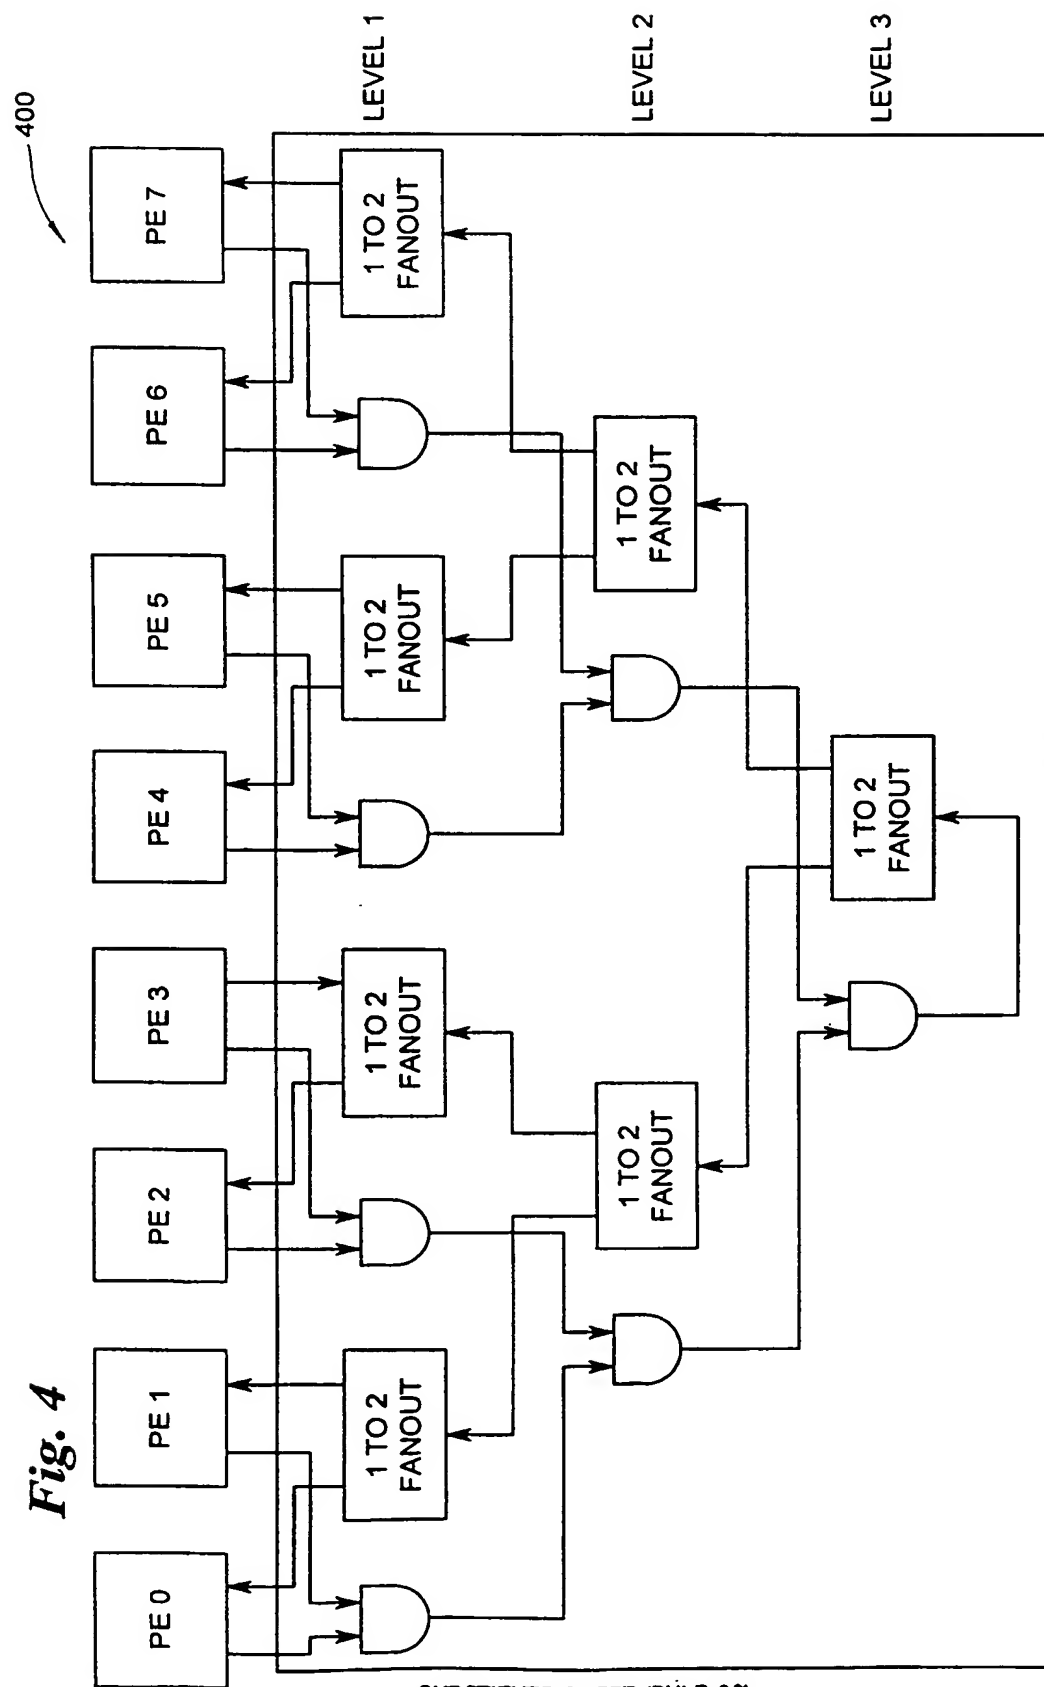 Fig. 4
400
PE 0
PE 1
PE 2
PE 3
PE 4
PE 5
PE 6
PE 7
1 TO 2
FANOUT
1 TO 2
FANOUT
1 TO 2
FANOUT
1 TO 2
FANOUT
LEVEL 1
1 TO 2
FANOUT
1 TO 2
FANOUT
LEVEL 2
1 TO 2
FANOUT
LEVEL 3